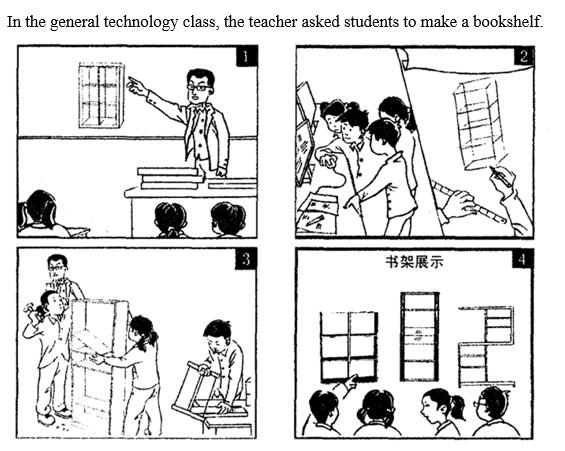 In the general technology class, the teacher asked students to make a bookshelf.
1
2
3
书架展示
4